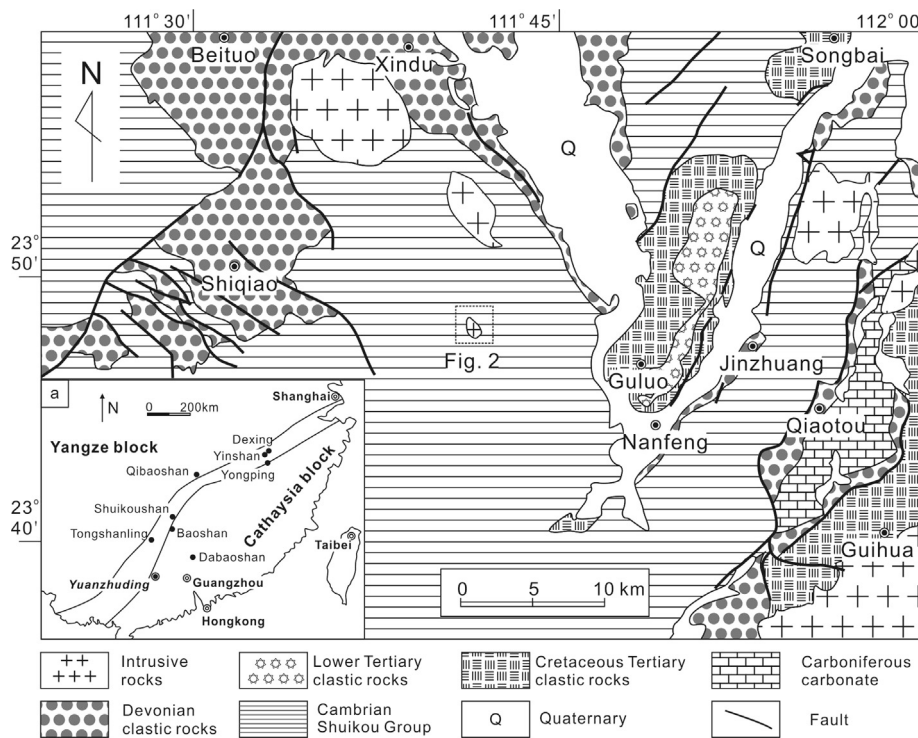 111° 30'
111° 45'
112° 00'
Beituo
Xindu
Songbai
N
Q
Q
23°
50'
Shiqiao
Fig. 2
Guluo
Jinzhuang
Nanfeng
Qiaotou
23°
40'
Guihua
a
N
0 200km
Shanghai
Yangze block
Dexing
Yinshan
Yongping
Qibaoshan
Cathaysia block
Shuikoushan
Tongshanling
Baoshan
Dabaoshan
Taibei
Yuanzhuding
Guangzhou
Hongkong
0 5 10 km
Intrusive
rocks
Lower Tertiary
clastic rocks
Cretaceous Tertiary
clastic rocks
Carboniferous
carbonate
Devonian
clastic rocks
Cambrian
Shuikou Group
Q
Quaternary
Fault